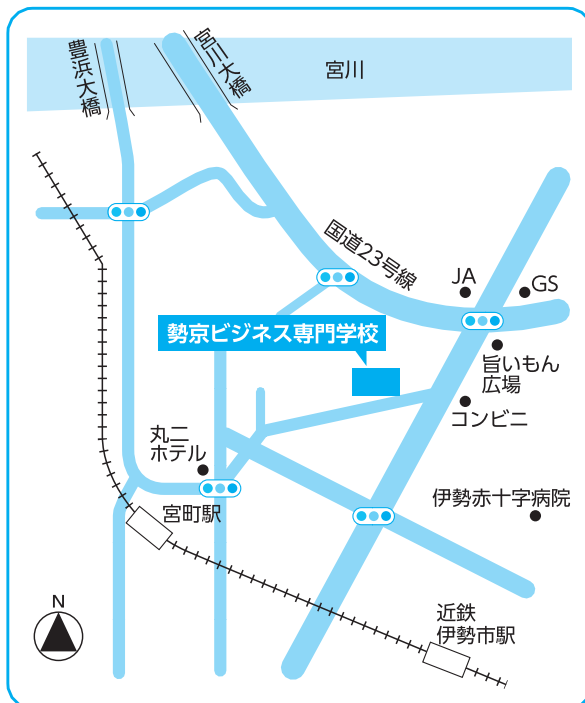 豊浜大橋
宮川大橋
宮川
国道23号線
JA
GS
勢京ビジネス専門学校
旨いもん
広場
コンビニ
丸二
ホテル
宮町駅
伊勢赤十字病院
近鉄
伊勢市駅
N